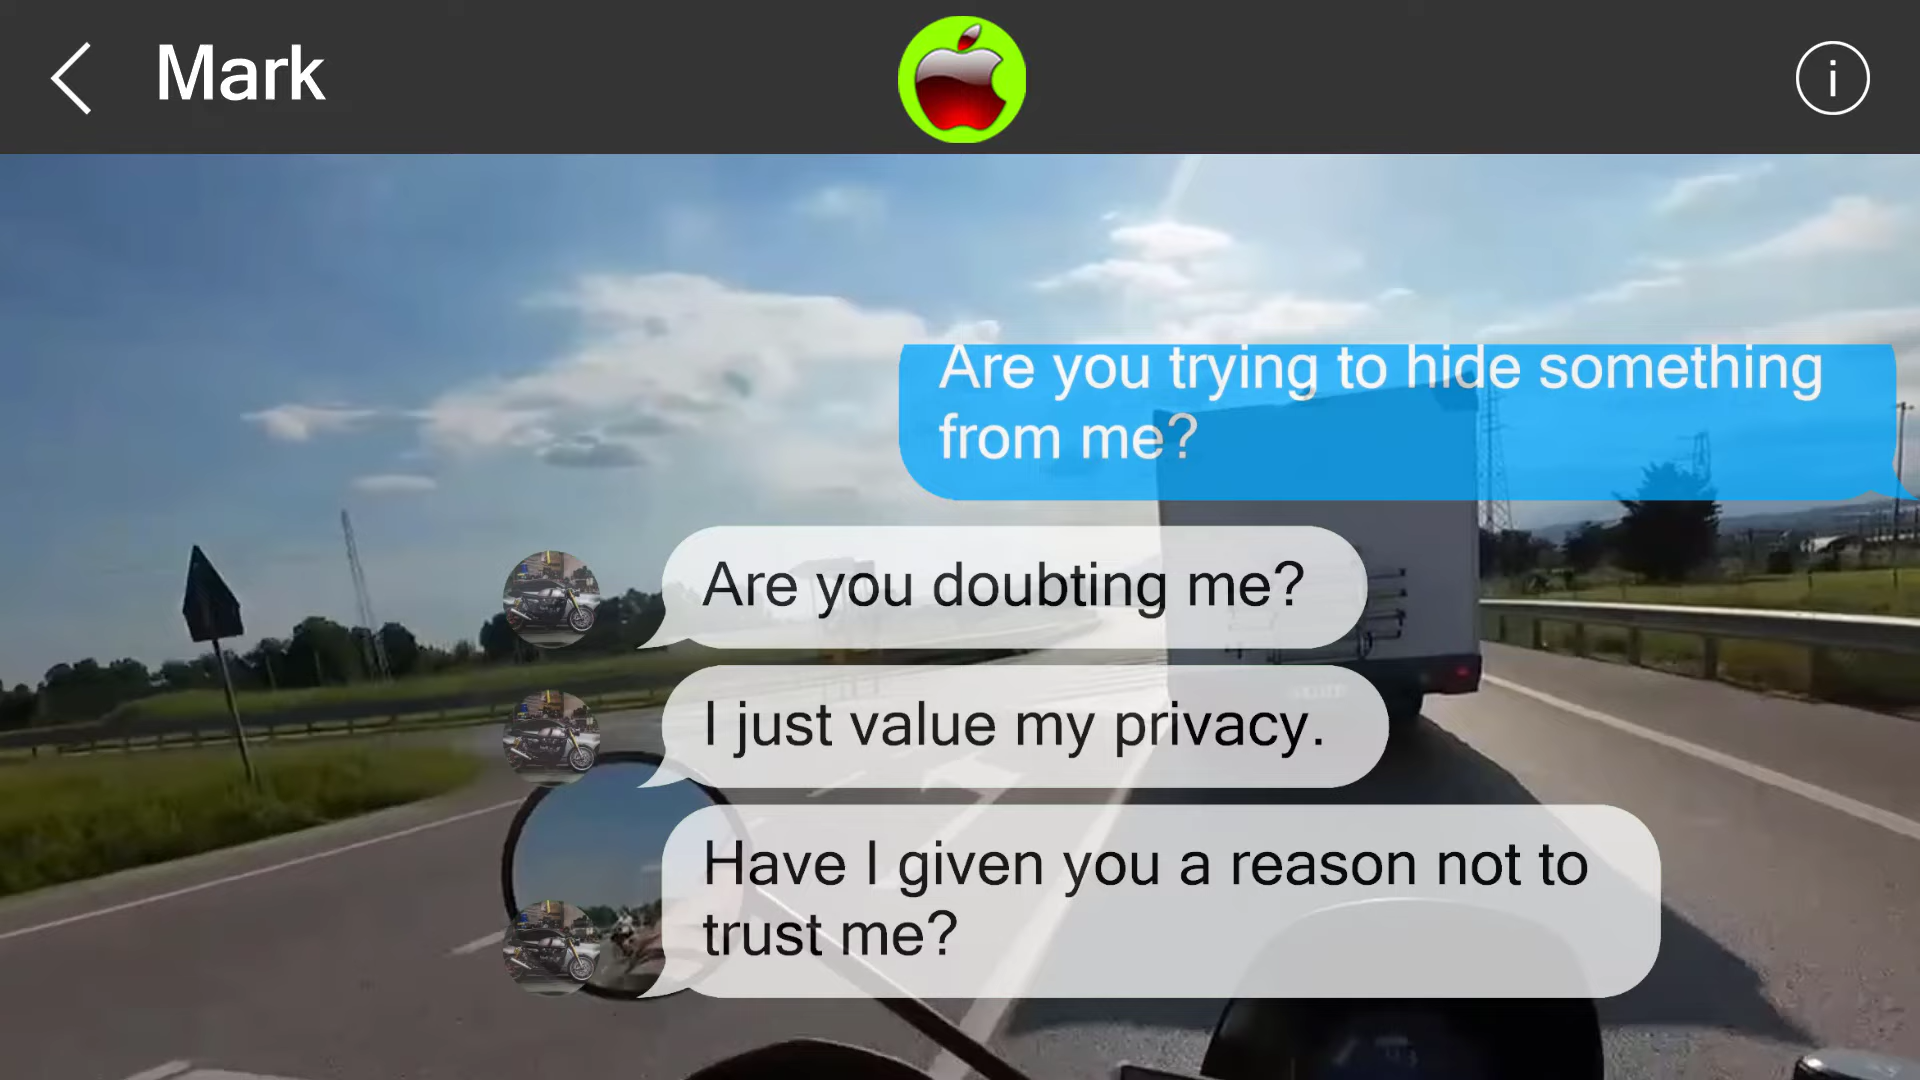 Mark
i
Are you trying to hide something
from me?
Are you doubting me?
I just value my privacy.
Have I given you a reason not to
trust me?